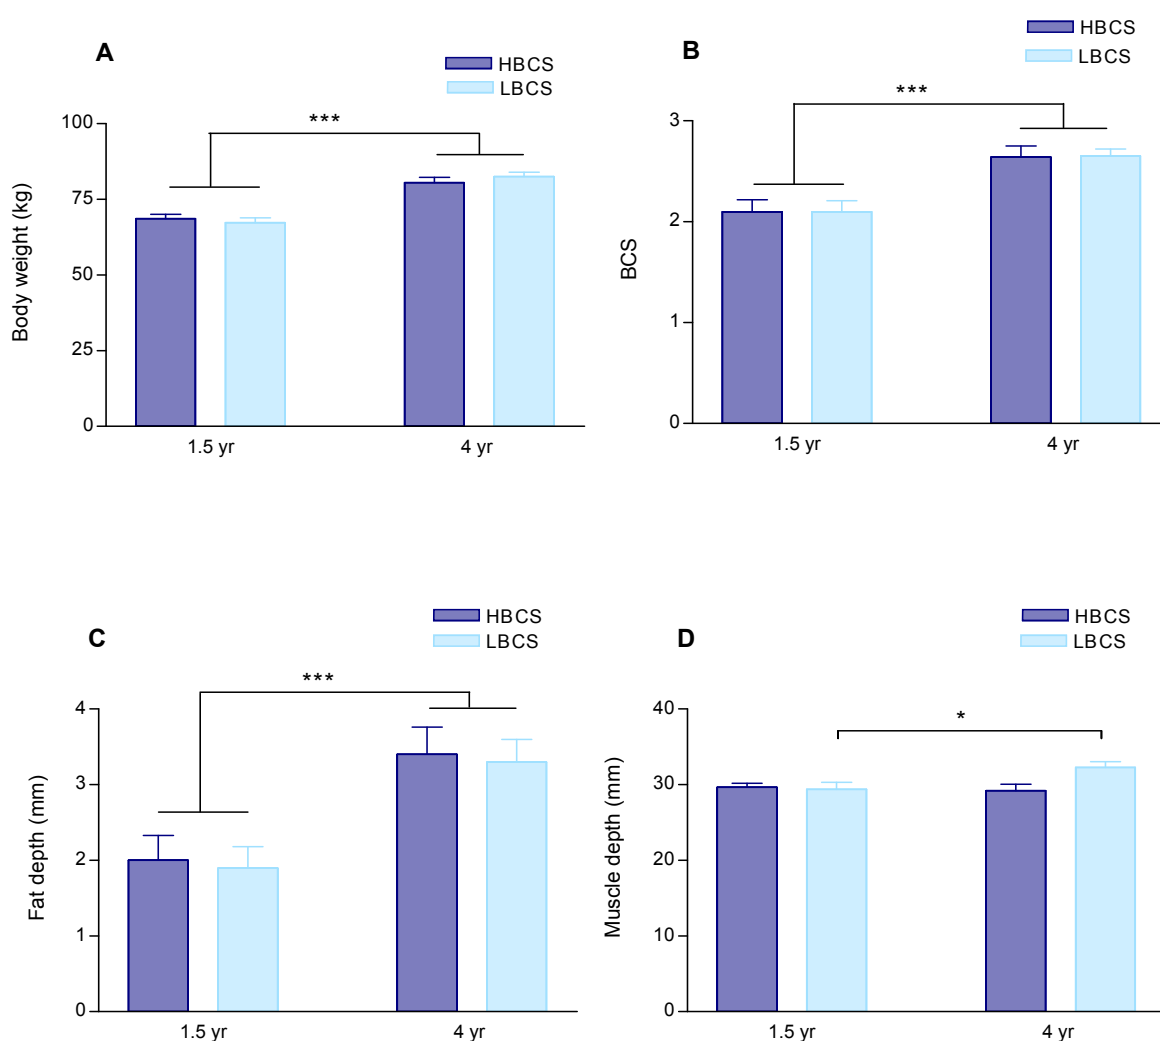 A
HBCS
LBCS
***
100
75
50
25
0
Body weight (kg)
1.5 yr
4 yr
B
HBCS
LBCS
***
3
2
1
0
BCS
1.5 yr
4 yr
C
HBCS
LBCS
***
4
3
2
1
0
Fat depth (mm)
1.5 yr
4 yr
D
HBCS
LBCS
*
40
30
20
10
0
Muscle depth (mm)
1.5 yr
4 yr